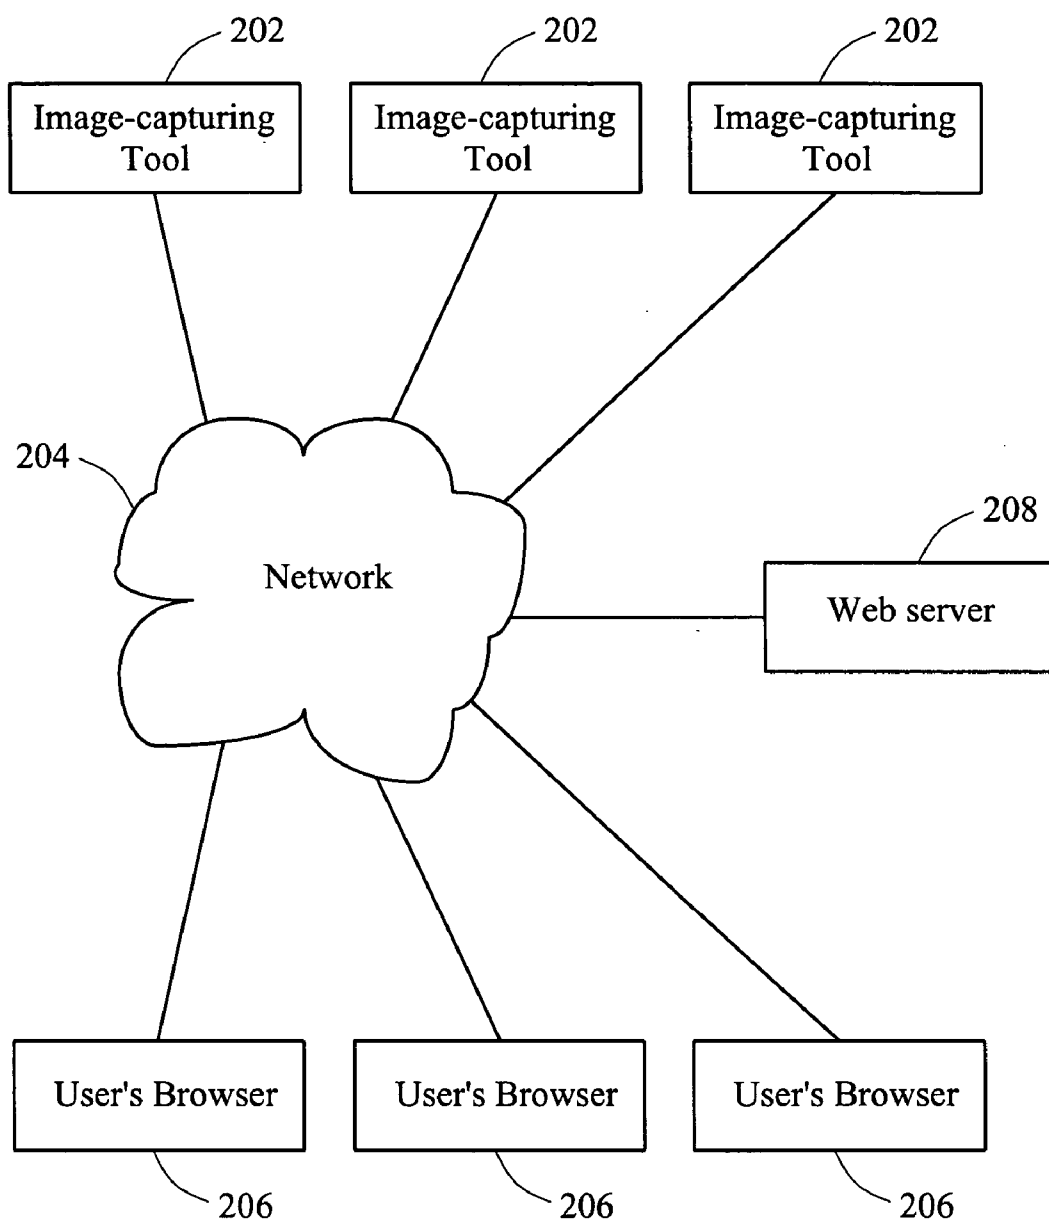 202
202
202
Image-capturing
Tool
Image-capturing
Tool
Image-capturing
Tool
204
208
Network
Web server
User's Browser
User's Browser
User's Browser
206
206
206